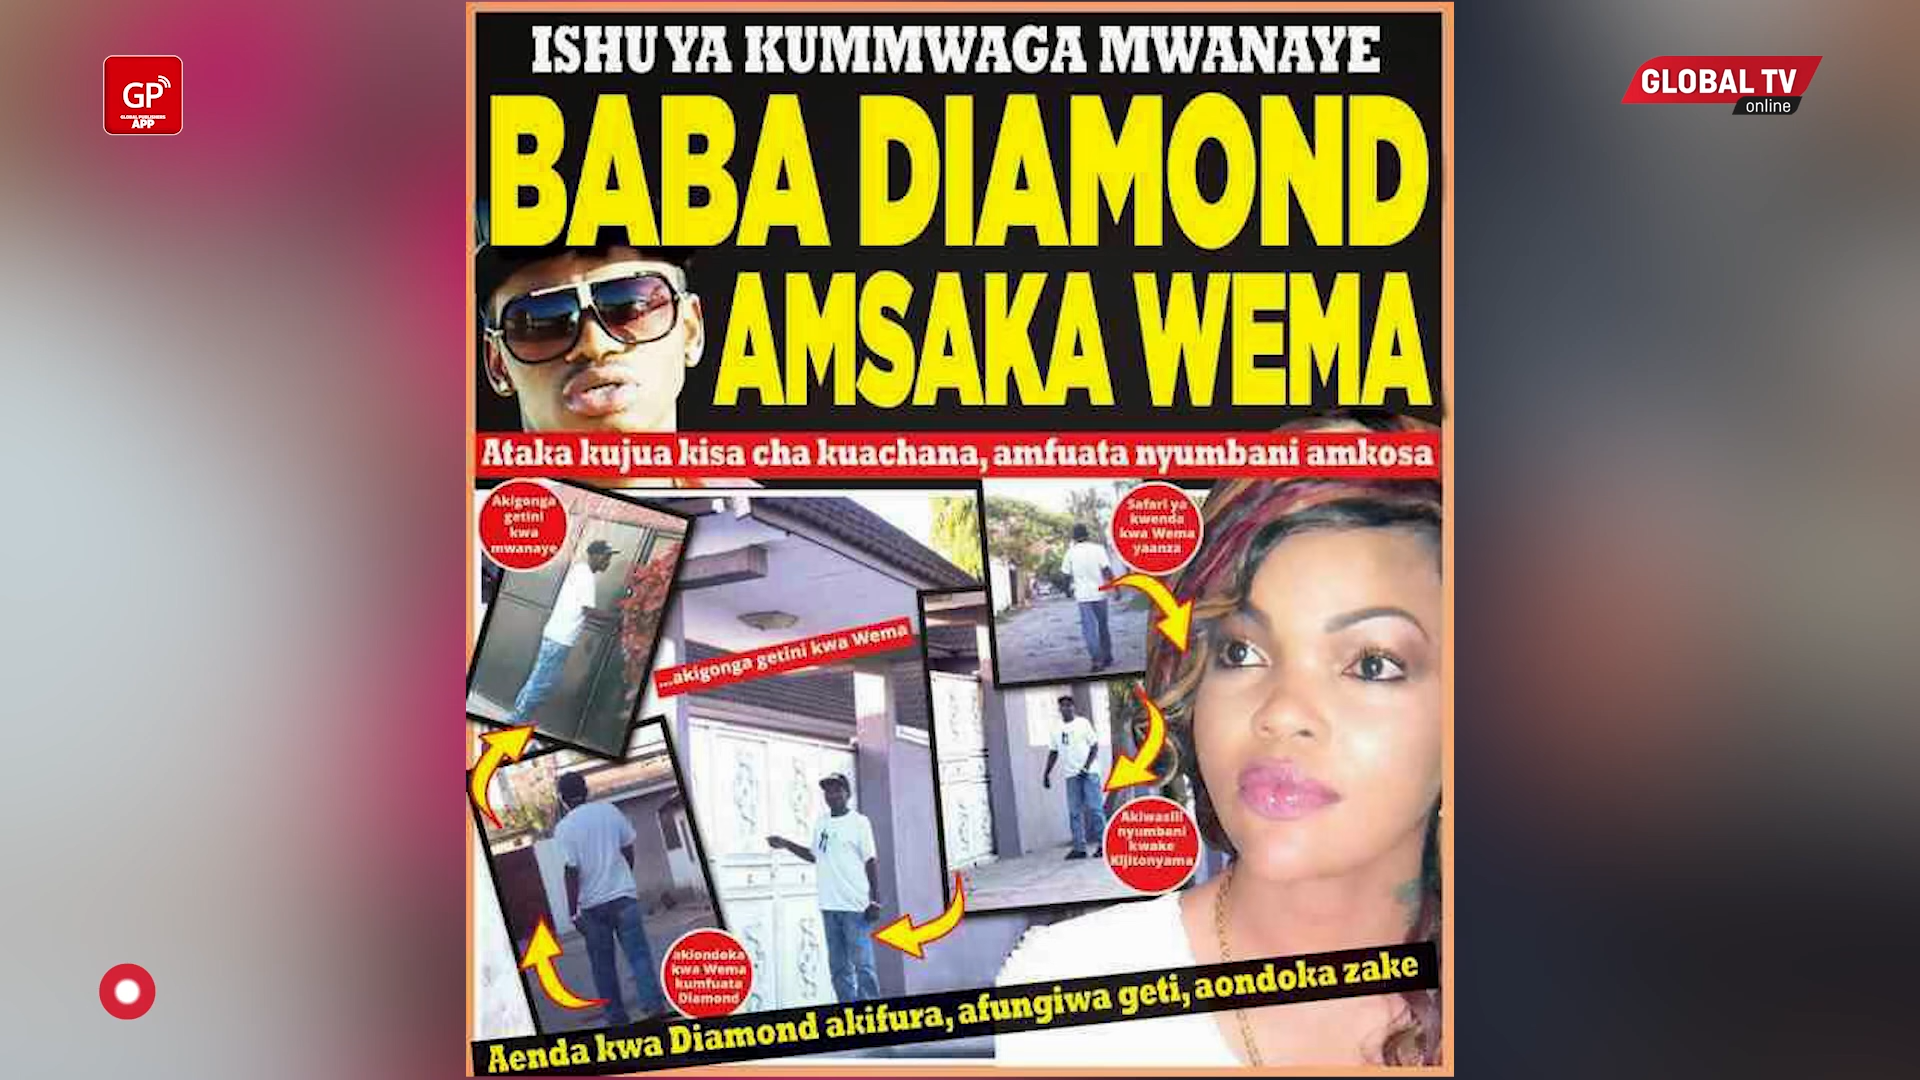 GP
GLOBAL PUBLISHERS
APP
GLOBAL TV
online
ISHU YA KUMMWAGA MWANAYE
BABA DIAMOND
AMSAKA WEMA
Ataka kujua kisa cha kuachana, amfuata nyumbani amkosa
Akigonga
getini
kwa
mwanaye
Safari ya
kwenda
kwa Wema
yaanza
...akigonga getini kwa Wema
Akiwasili
nyumbani
kwake
Kijitonyama
akiondoka
kwa Wema
kumfuata
Diamond
Aenda kwa Diamond akifura, afungiwa geti, aondoka zake